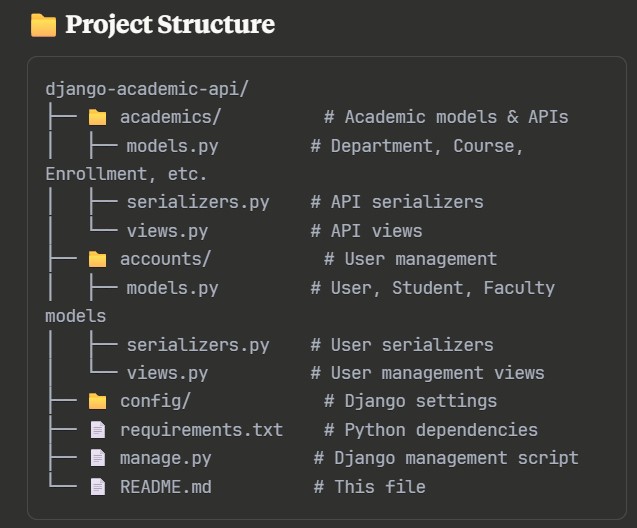 📁 Project Structure
django-academic-api/
├── 📁 academics/          # Academic models & APIs
│   ├── models.py         # Department, Course,
Enrollment, etc.
│   ├── serializers.py    # API serializers
│   └── views.py          # API views
├── 📁 accounts/           # User management
│   ├── models.py         # User, Student, Faculty
models
│   ├── serializers.py    # User serializers
│   └── views.py          # User management views
├── 📁 config/             # Django settings
├── 📄 requirements.txt    # Python dependencies
├── 📄 manage.py          # Django management script
└── 📄 README.md          # This file